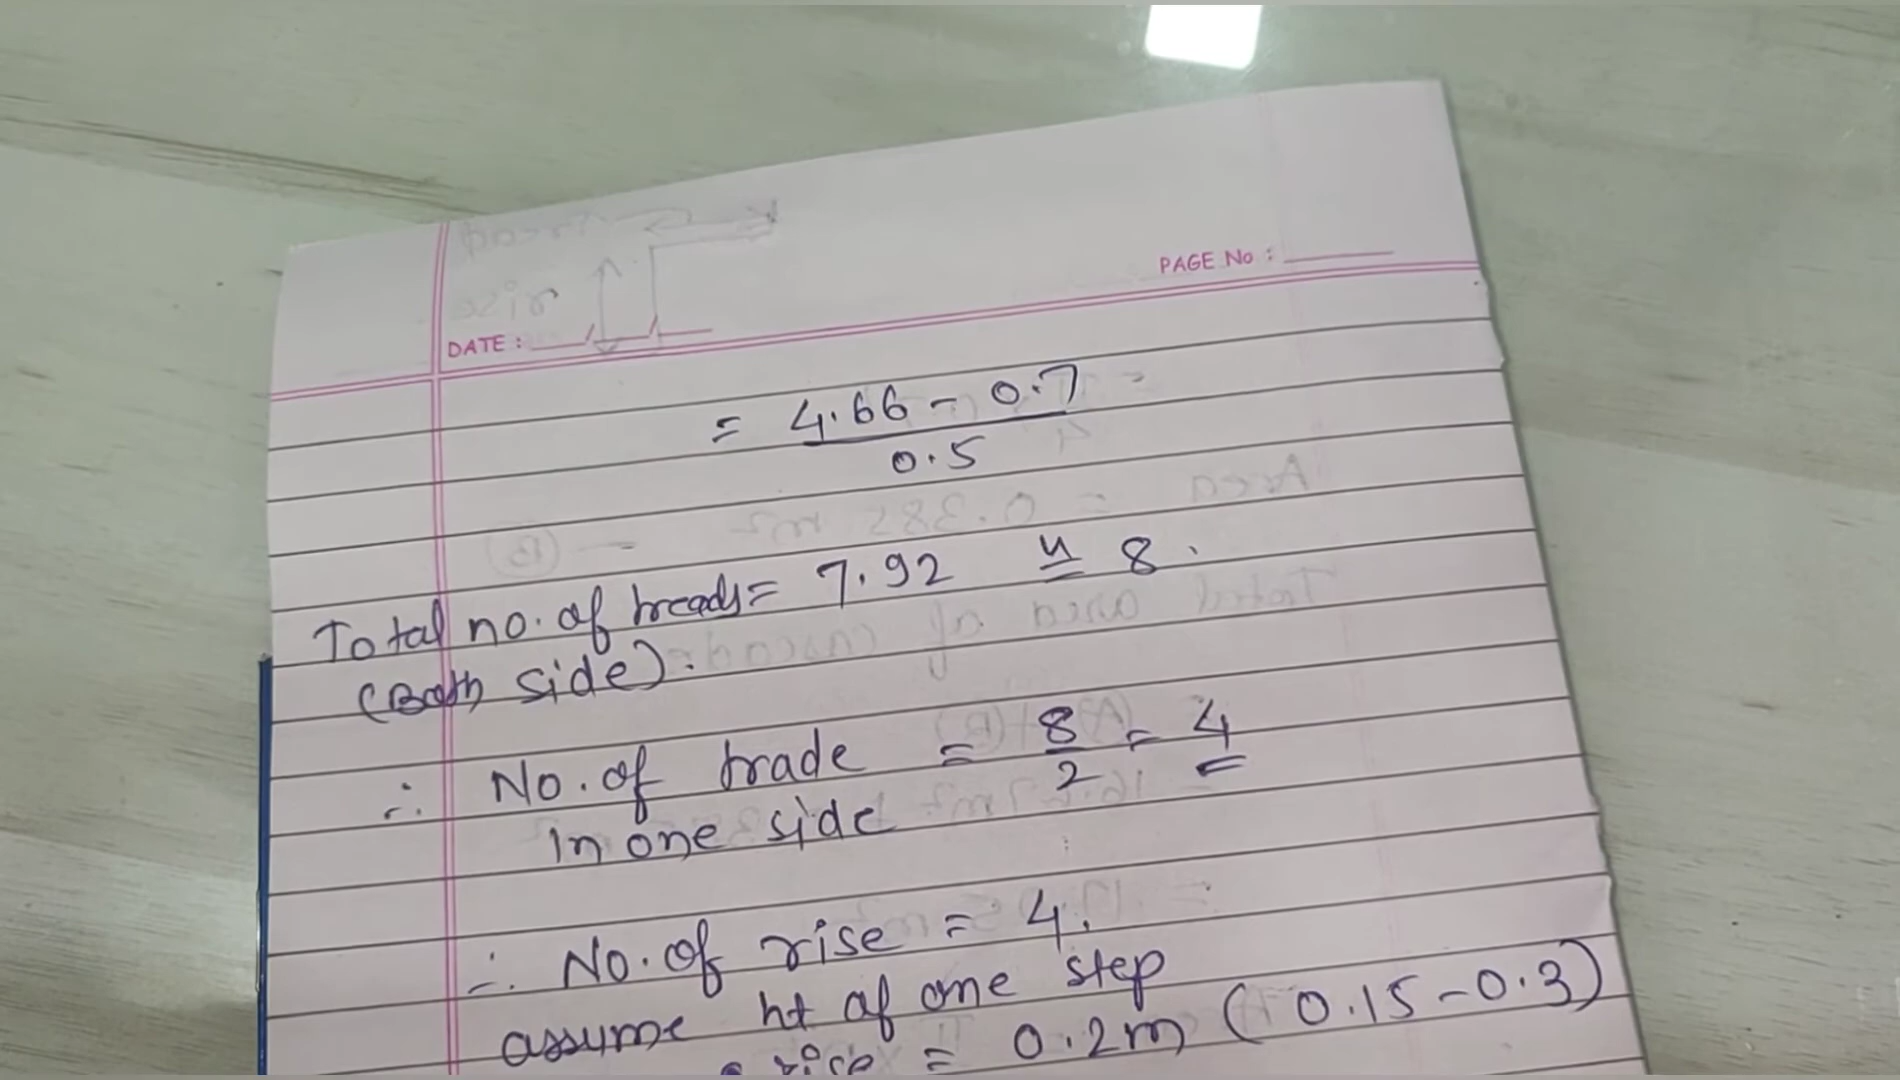 PAGE No :
DATE :
= 4.66 - 0.7
0.5
Total no. of treads = 7.92 ≃ 8.
(Both side).
∴ No. of trade = 8/2 = 4
in one side
∴ No. of rise = 4.
assume ht of one step
rise = 0.2m (0.15-0.3)